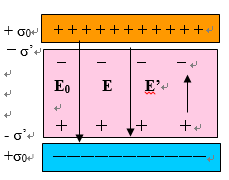 + σ0 + + + + + + + + + + +
− σ’ − − − −
E0 E E’
+ + + +
- σ’
+σ0 −−−−−−−−−−−−